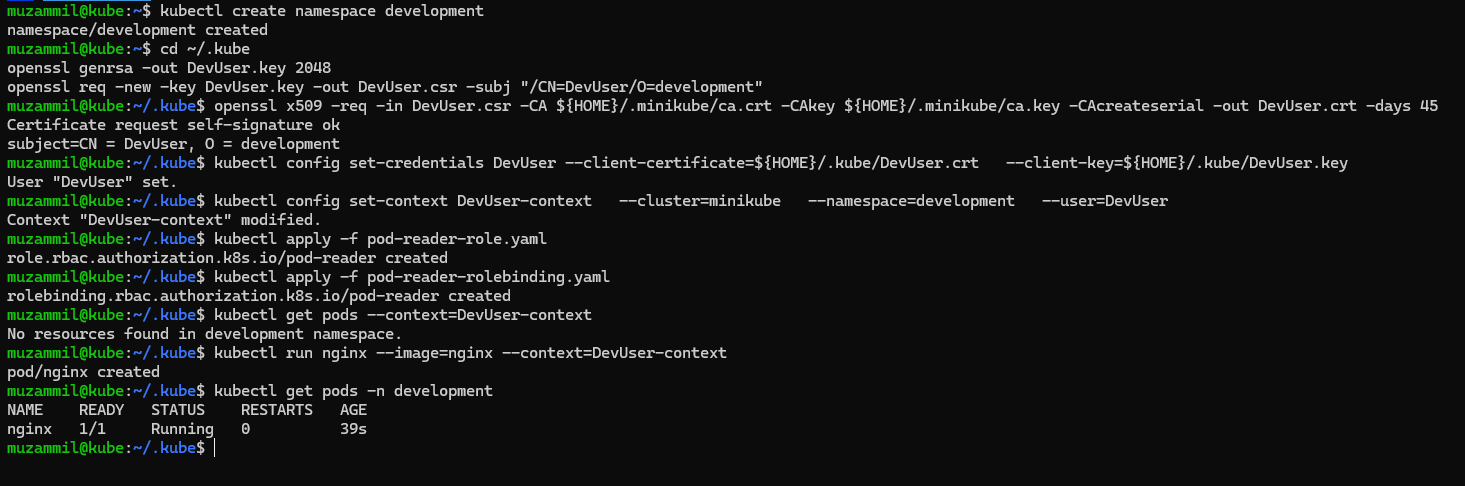 muzammil@kube:~$ kubectl create namespace development
namespace/development created
muzammil@kube:~$ cd ~/.kube
openssl genrsa -out DevUser.key 2048
openssl req -new -key DevUser.key -out DevUser.csr -subj "/CN=DevUser/O=development"
muzammil@kube:~/.kube$ openssl x509 -req -in DevUser.csr -CA ${HOME}/.minikube/ca.crt -CAkey ${HOME}/.minikube/ca.key -CAcreateserial -out DevUser.crt -days 45
Certificate request self-signature ok
subject=CN = DevUser, O = development
muzammil@kube:~/.kube$ kubectl config set-credentials DevUser --client-certificate=${HOME}/.kube/DevUser.crt   --client-key=${HOME}/.kube/DevUser.key
User "DevUser" set.
muzammil@kube:~/.kube$ kubectl config set-context DevUser-context   --cluster=minikube   --namespace=development   --user=DevUser
Context "DevUser-context" modified.
muzammil@kube:~/.kube$ kubectl apply -f pod-reader-role.yaml
role.rbac.authorization.k8s.io/pod-reader created
muzammil@kube:~/.kube$ kubectl apply -f pod-reader-rolebinding.yaml
rolebinding.rbac.authorization.k8s.io/pod-reader created
muzammil@kube:~/.kube$ kubectl get pods --context=DevUser-context
No resources found in development namespace.
muzammil@kube:~/.kube$ kubectl run nginx --image=nginx --context=DevUser-context
pod/nginx created
muzammil@kube:~/.kube$ kubectl get pods -n development
NAME    READY   STATUS    RESTARTS   AGE
nginx   1/1     Running   0          39s
muzammil@kube:~/.kube$